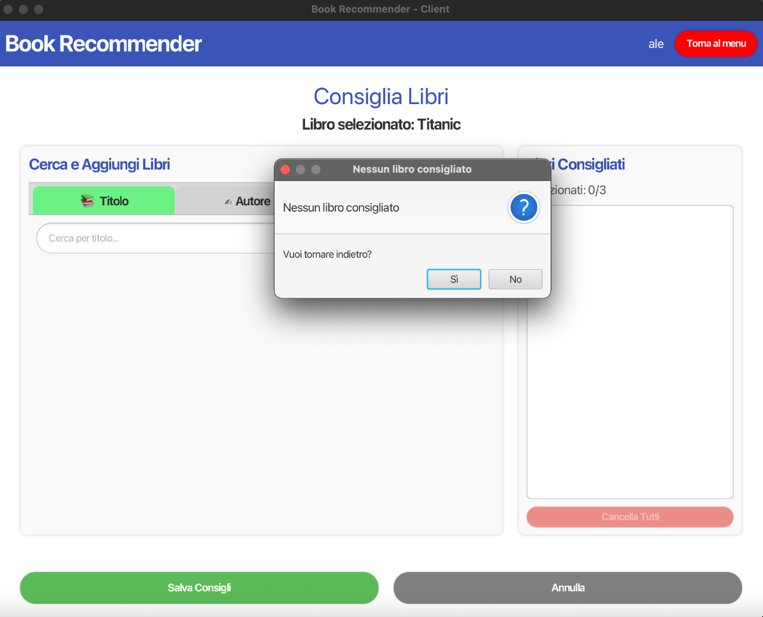 Book Recommender - Client
Book Recommender
ale
Torna al menu
Consiglia Libri
Libro selezionato: Titanic
Cerca e Aggiungi Libri
Titolo
Autore
Cerca per titolo...
Nessun libro consigliato
Nessun libro consigliato
?
Vuoi tornare indietro?
Sì
No
Consigliati
0/3
Cancella Tutti
Salva Consigli
Annulla